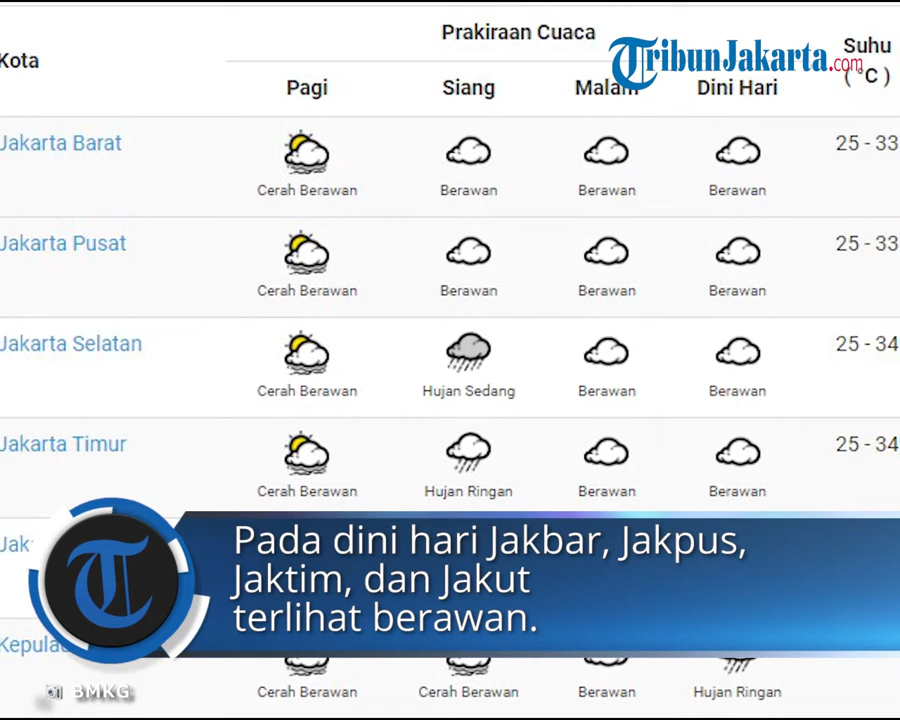 Prakiraan Cuaca
TribunJakarta.com
Kota
Suhu
(°C)
Pagi Siang Malam Dini Hari
Jakarta Barat 25 - 33
Cerah Berawan Berawan Berawan Berawan
Jakarta Pusat 25 - 33
Cerah Berawan Berawan Berawan Berawan
Jakarta Selatan 25 - 34
Cerah Berawan Hujan Sedang Berawan Berawan
Jakarta Timur 25 - 34
Cerah Berawan Hujan Ringan Berawan Berawan
Pada dini hari Jakbar, Jakpus,
Jaktim, dan Jakut
terlihat berawan.
BMKG
Cerah Berawan Cerah Berawan Berawan Hujan Ringan